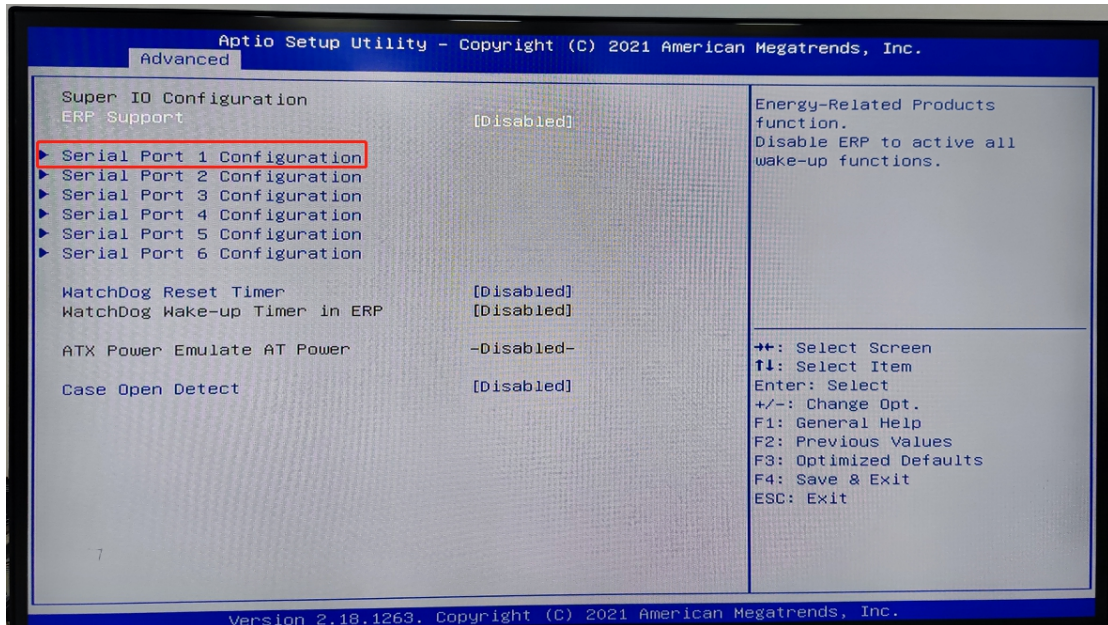 Aptio Setup Utility – Copyright (C) 2021 American Megatrends, Inc.
Advanced
Super IO Configuration
ERP Support [Disabled]
▶ Serial Port 1 Configuration
▶ Serial Port 2 Configuration
▶ Serial Port 3 Configuration
▶ Serial Port 4 Configuration
▶ Serial Port 5 Configuration
▶ Serial Port 6 Configuration
WatchDog Reset Timer [Disabled]
WatchDog Wake-up Timer in ERP [Disabled]
ATX Power Emulate AT Power -Disabled-
Case Open Detect [Disabled]
7
Energy-Related Products
function.
Disable ERP to active all
wake-up functions.
→←: Select Screen
↑↓: Select Item
Enter: Select
+/-: Change Opt.
F1: General Help
F2: Previous Values
F3: Optimized Defaults
F4: Save & Exit
ESC: Exit
Version 2.18.1263. Copyright (C) 2021 American Megatrends, Inc.